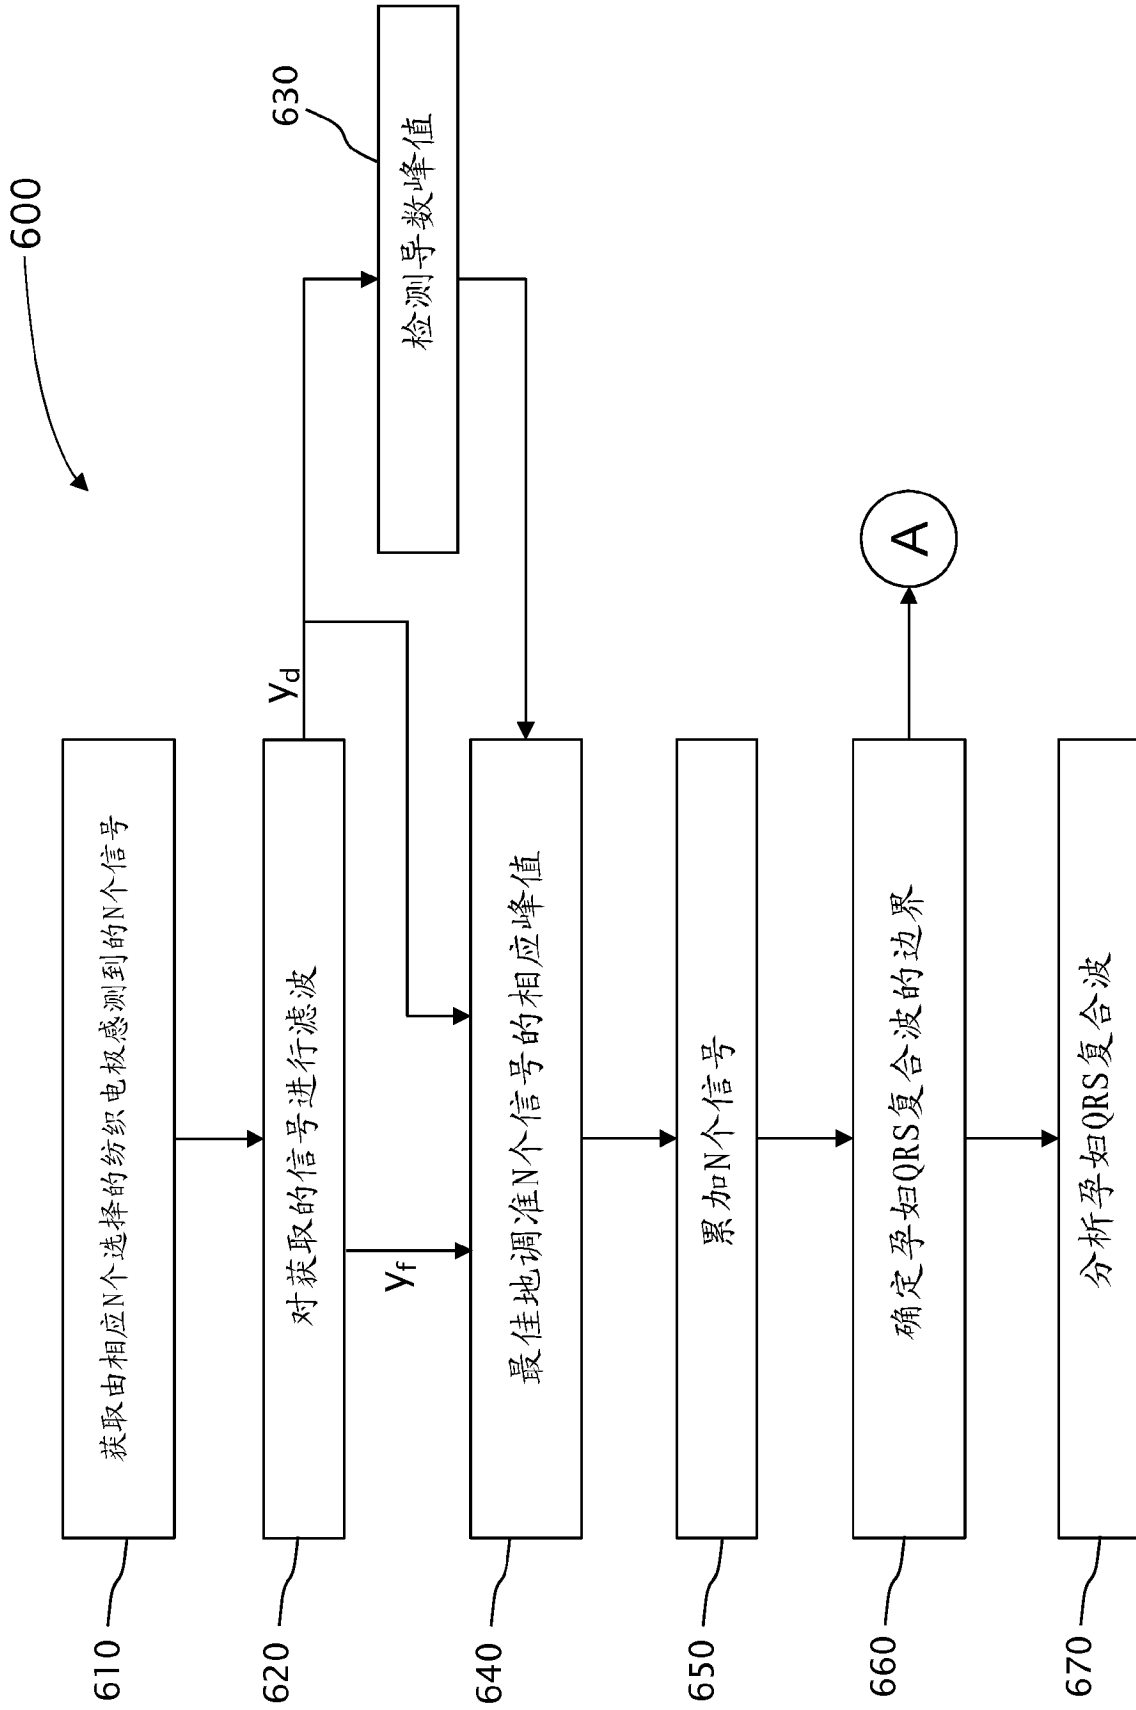 600
610
获取由相应N个选择的纺织电极感测到的N个信号
620
对获取的信号进行滤波
yd
630
检测导数峰值
yf
640
最佳地调准N个信号的相应峰值
650
累加N个信号
660
确定孕妇QRS复合波的边界
A
670
分析孕妇QRS复合波